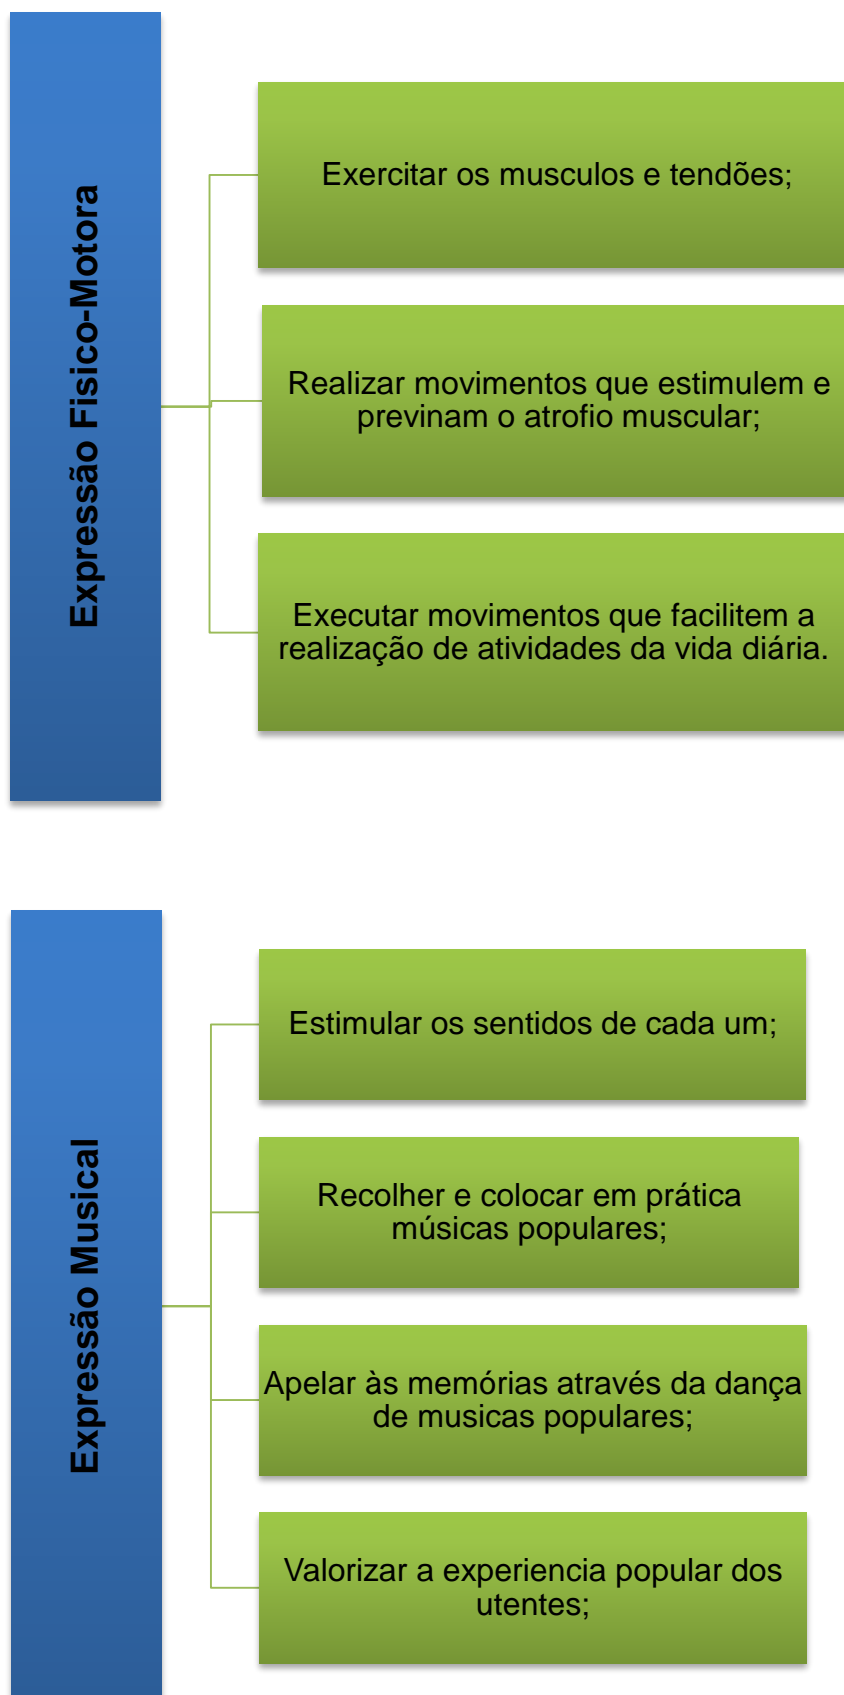 Expressão Fisico-Motora
Exercitar os musculos e tendões;
Realizar movimentos que estimulem e
previnam o atrofio muscular;
Executar movimentos que facilitem a
realização de atividades da vida diária.
Expressão Musical
Estimular os sentidos de cada um;
Recolher e colocar em prática
músicas populares;
Apelar às memórias através da dança
de musicas populares;
Valorizar a experiencia popular dos
utentes;